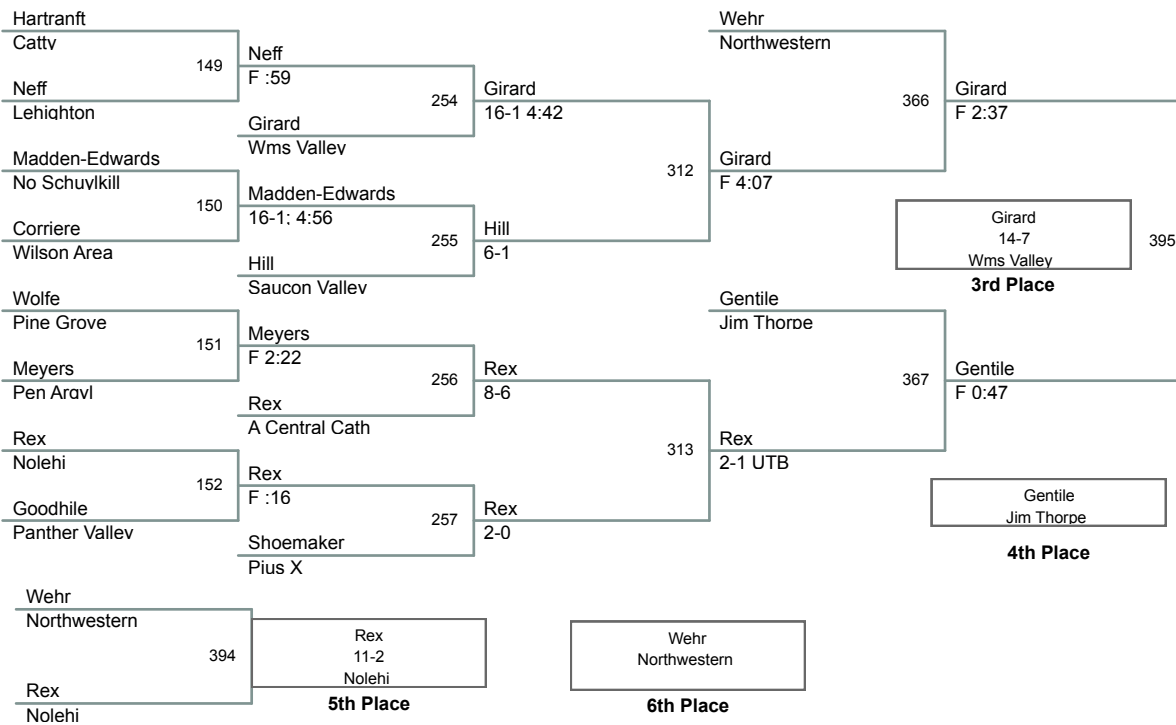 Hartranft
Catty
149
Neff
Lehighton
Neff
F :59
254
Girard
Wms Valley
Madden-Edwards
No Schuylkill
150
Corriere
Wilson Area
Madden-Edwards
16-1; 4:56
255
Hill
Saucon Valley
Girard
16-1 4:42
312
Hill
6-1
Wehr
Northwestern
366
Girard
F 4:07
Girard
F 2:37
Girard
14-7
Wms Valley
3rd Place
395
Wolfe
Pine Grove
151
Meyers
Pen Argyl
Meyers
F 2:22
256
Rex
A Central Cath
Rex
Nolehi
152
Goodhile
Panther Valley
Rex
F :16
257
Shoemaker
Pius X
Rex
8-6
313
Rex
2-0
Gentile
Jim Thorpe
367
Rex
2-1 UTB
Gentile
F 0:47
Gentile
Jim Thorpe
4th Place
Wehr
Northwestern
394
Rex
Nolehi
Rex
11-2
Nolehi
5th Place
Wehr
Northwestern
6th Place